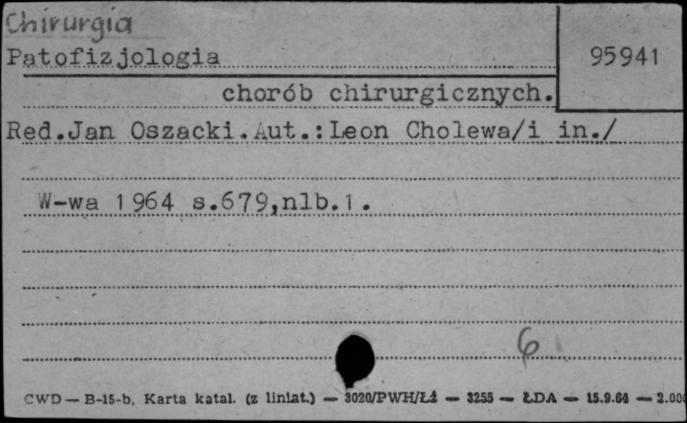 Chirurgia
Patofizjologia 95941
chorób chirurgicznych.
Red.Jan Oszacki.Aut.:Leon Cholewa/i in./
W-wa 1964 s.679,nlb.1.
6
CWD — B-15-b. Karta katal. (z liniat.) — 3020/PWH/Łź — 3255 — ŁDA — 15.9.64 — 2.000